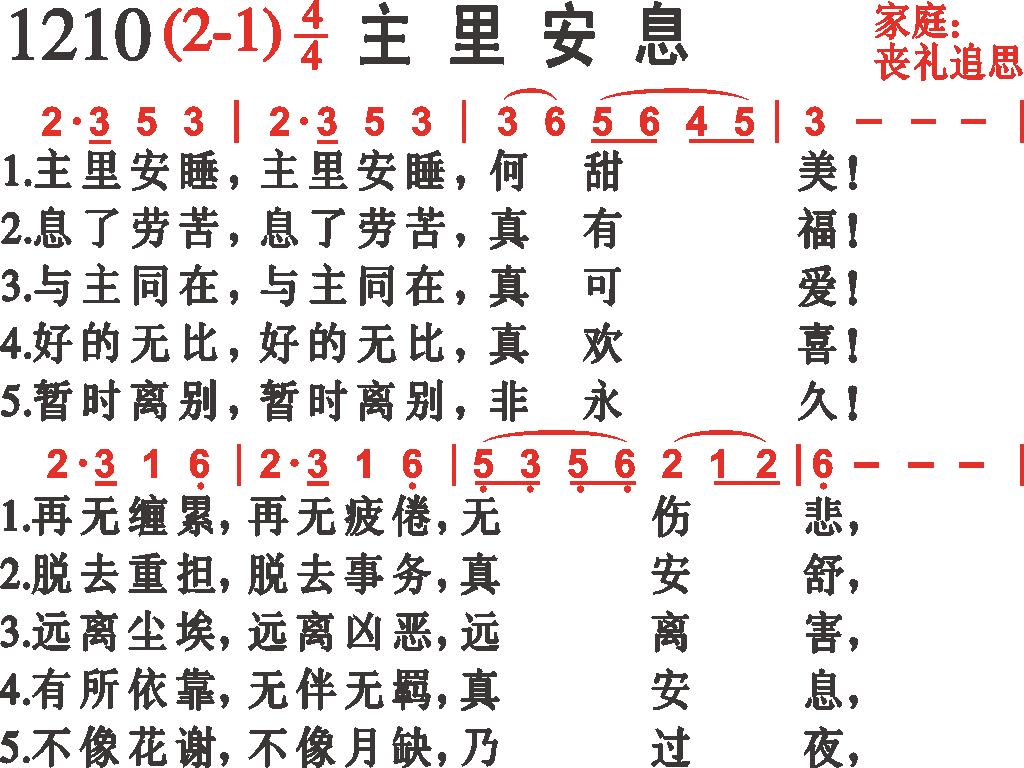 1210 (2-1) 4/4 主里安息 家庭:
丧礼追思
2·3 5 3 | 2·3 5 3 | 3 6 5 6 4 5 | 3 — — — |
1.主里安睡,主里安睡,何甜美!
2.息了劳苦,息了劳苦,真有福!
3.与主同在,与主同在,真可爱!
4.好的无比,好的无比,真欢喜!
5.暂时离别,暂时离别,非永久!
2·3 1 6̣ | 2·3 1 6̣ | 5̣ 3̣ 5̣ 6̣ 2 1 2 | 6̣ — — — |
1.再无缠累,再无疲倦,无伤悲,
2.脱去重担,脱去事务,真安舒,
3.远离尘埃,远离凶恶,远离害,
4.有所依靠,无伴无羁,真安息,
5.不像花谢,不像月缺,乃过夜,